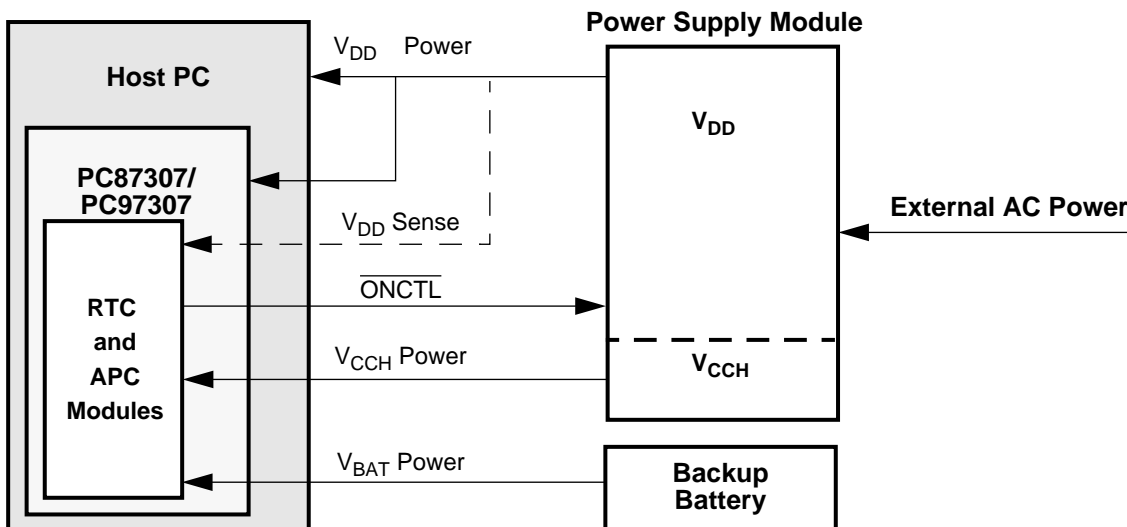 Power Supply Module
V_DD Power
Host PC
V_DD
PC87307/
PC97307
External AC Power
V_DD Sense
ONCTL
RTC
and
APC
Modules
V_CCH Power
V_CCH
V_BAT Power
Backup
Battery